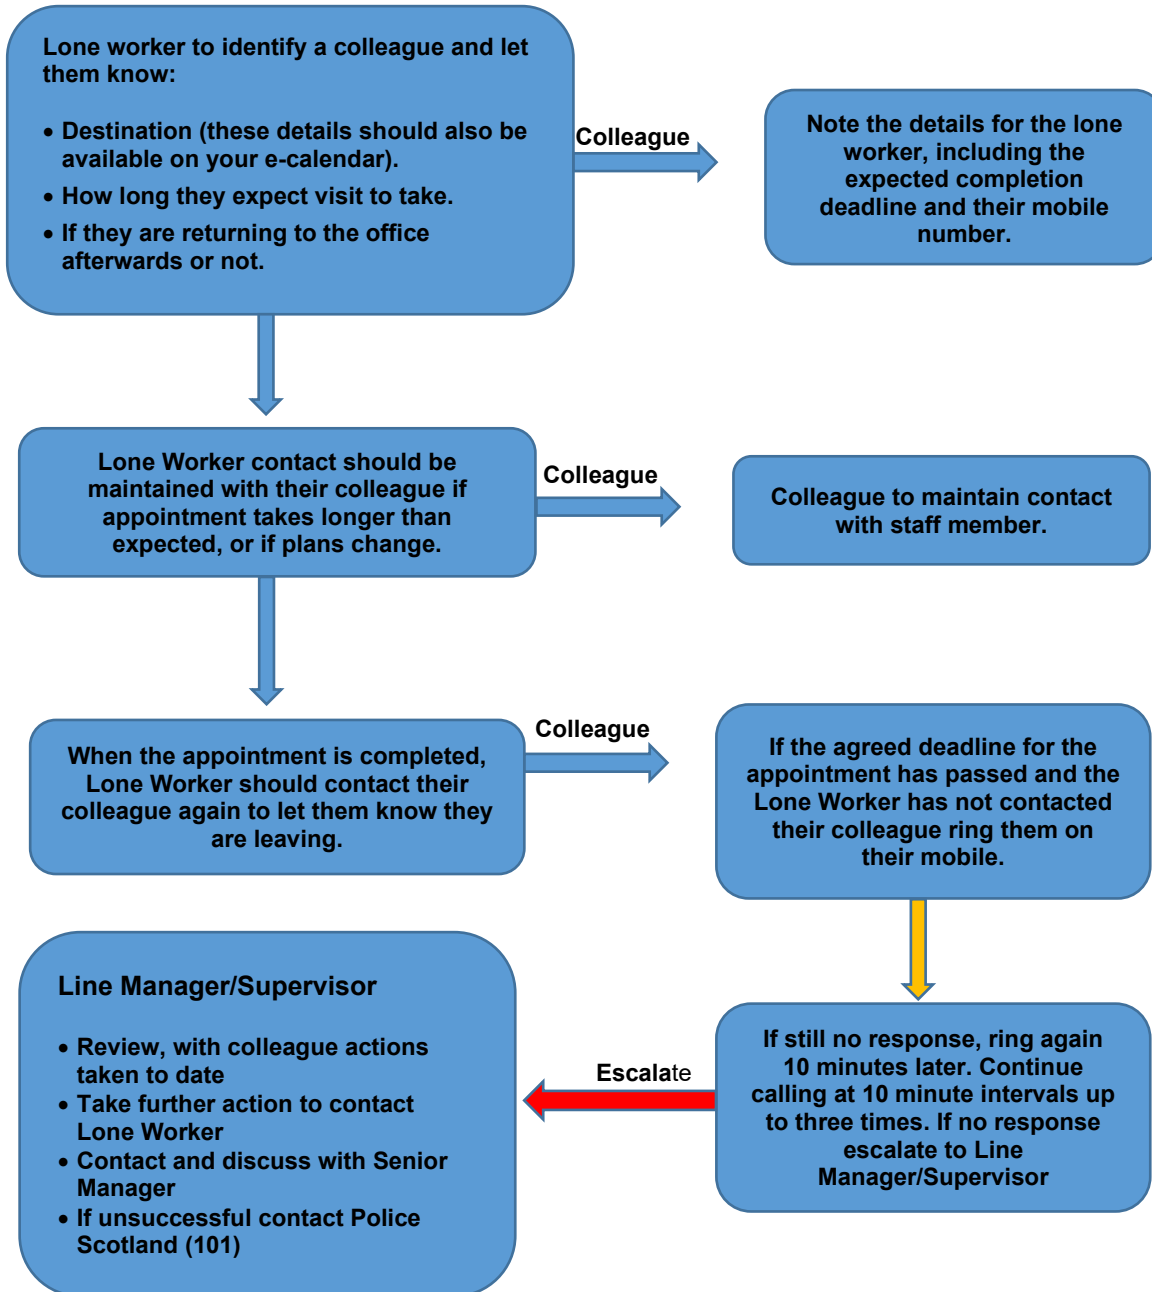 Lone worker to identify a colleague and let
them know:
• Destination (these details should also be
available on your e-calendar).
• How long they expect visit to take.
• If they are returning to the office
afterwards or not.
Colleague
Note the details for the lone
worker, including the
expected completion
deadline and their mobile
number.
Lone Worker contact should be
maintained with their colleague if
appointment takes longer than
expected, or if plans change.
Colleague
Colleague to maintain contact
with staff member.
When the appointment is completed,
Lone Worker should contact their
colleague again to let them know they
are leaving.
Colleague
If the agreed deadline for the
appointment has passed and the
Lone Worker has not contacted
their colleague ring them on
their mobile.
If still no response, ring again
10 minutes later. Continue
calling at 10 minute intervals up
to three times. If no response
escalate to Line
Manager/Supervisor
Escalate
Line Manager/Supervisor
• Review, with colleague actions
taken to date
• Take further action to contact
Lone Worker
• Contact and discuss with Senior
Manager
• If unsuccessful contact Police
Scotland (101)